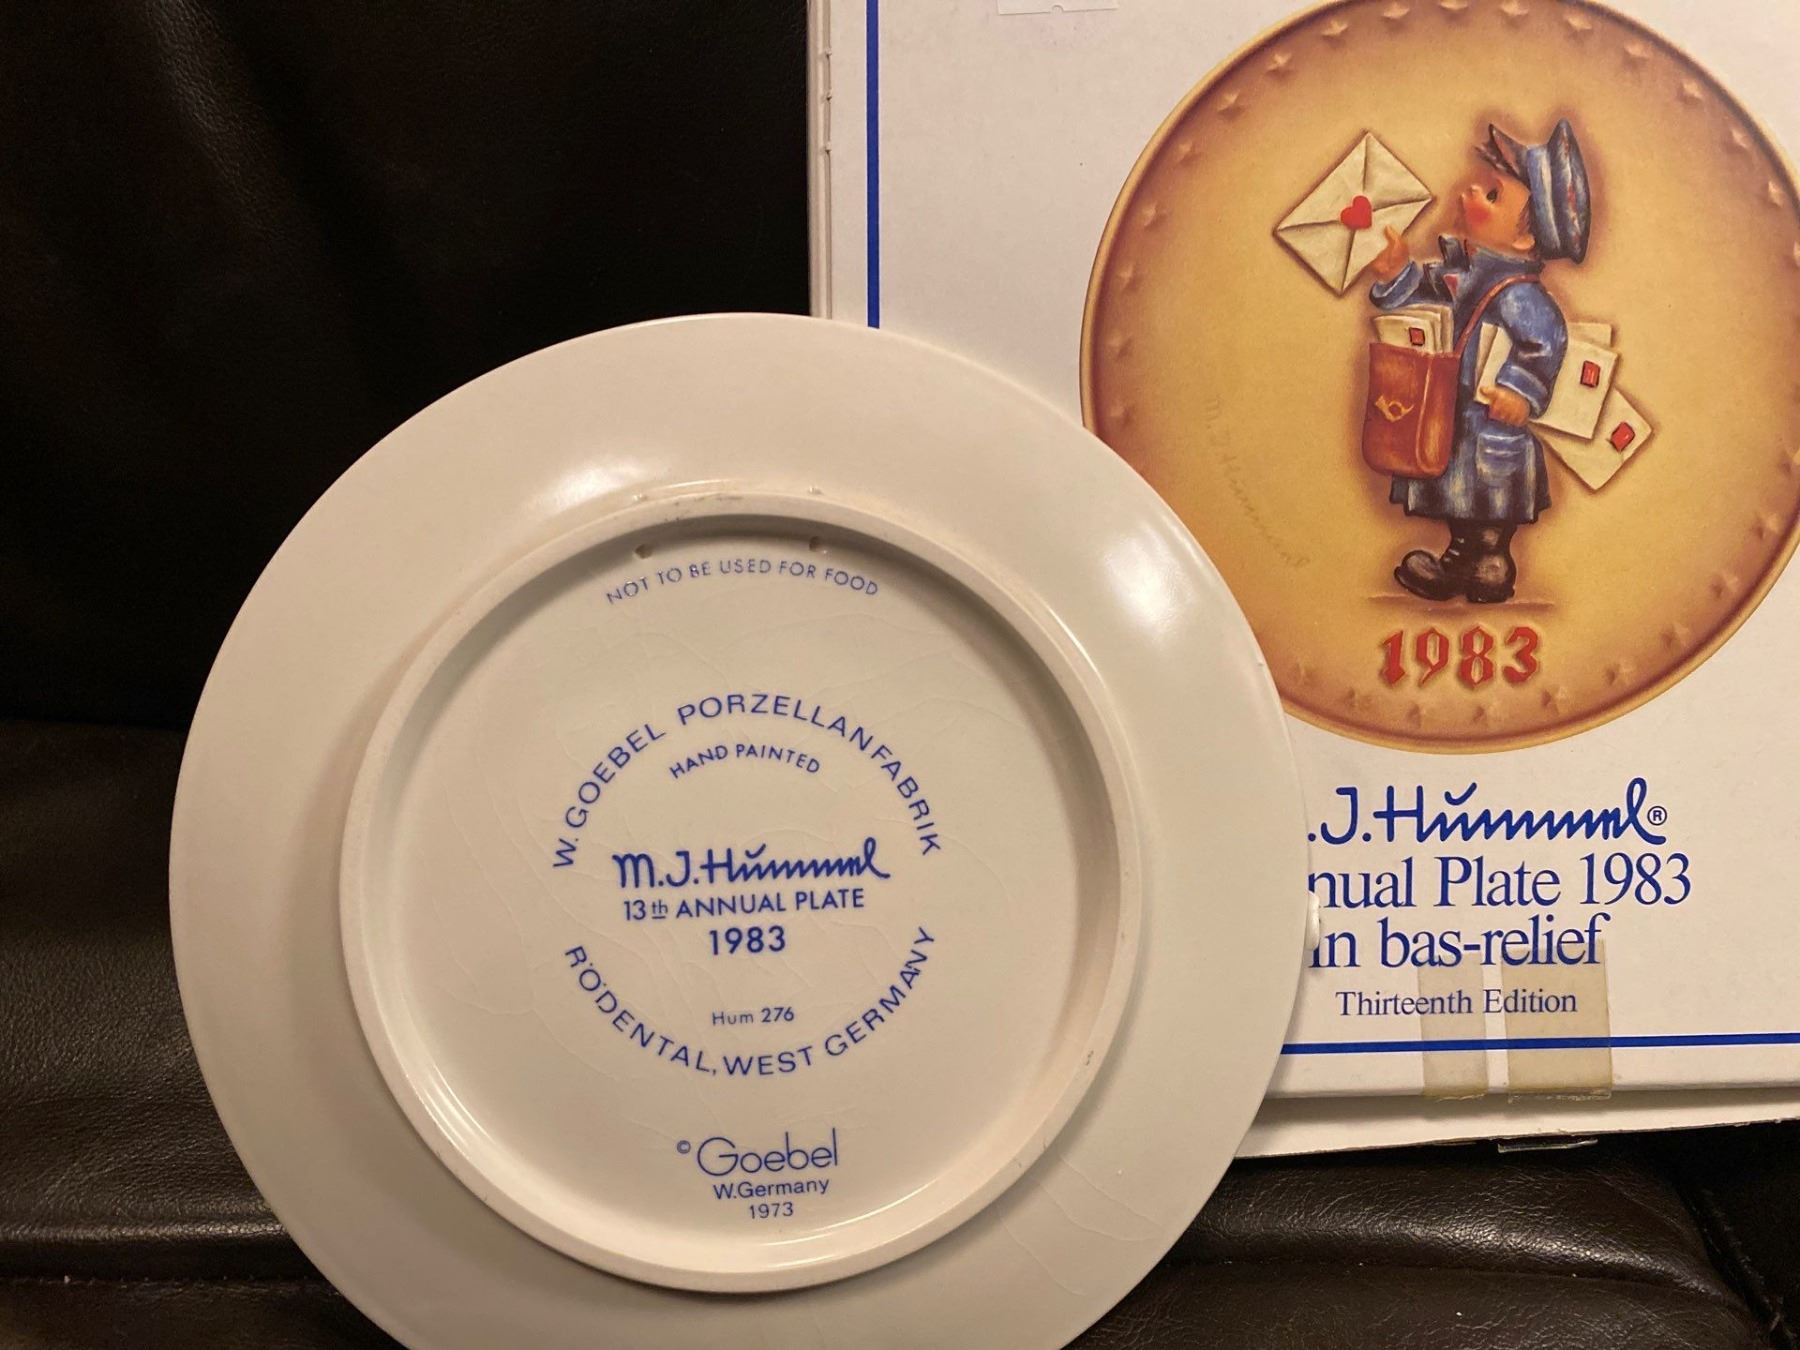 NOT TO BE USED FOR FOOD
W. GOEBEL PORZELLANFABRIK
HAND PAINTED
M.J.Hummel
13th ANNUAL PLATE
1983
Hum 276
RÖDENTAL, WEST GERMANY
© Goebel
W.Germany
1973
M.J.Hummel
1983
.J.Hummel®
nual Plate 1983
in bas-relief
Thirteenth Edition